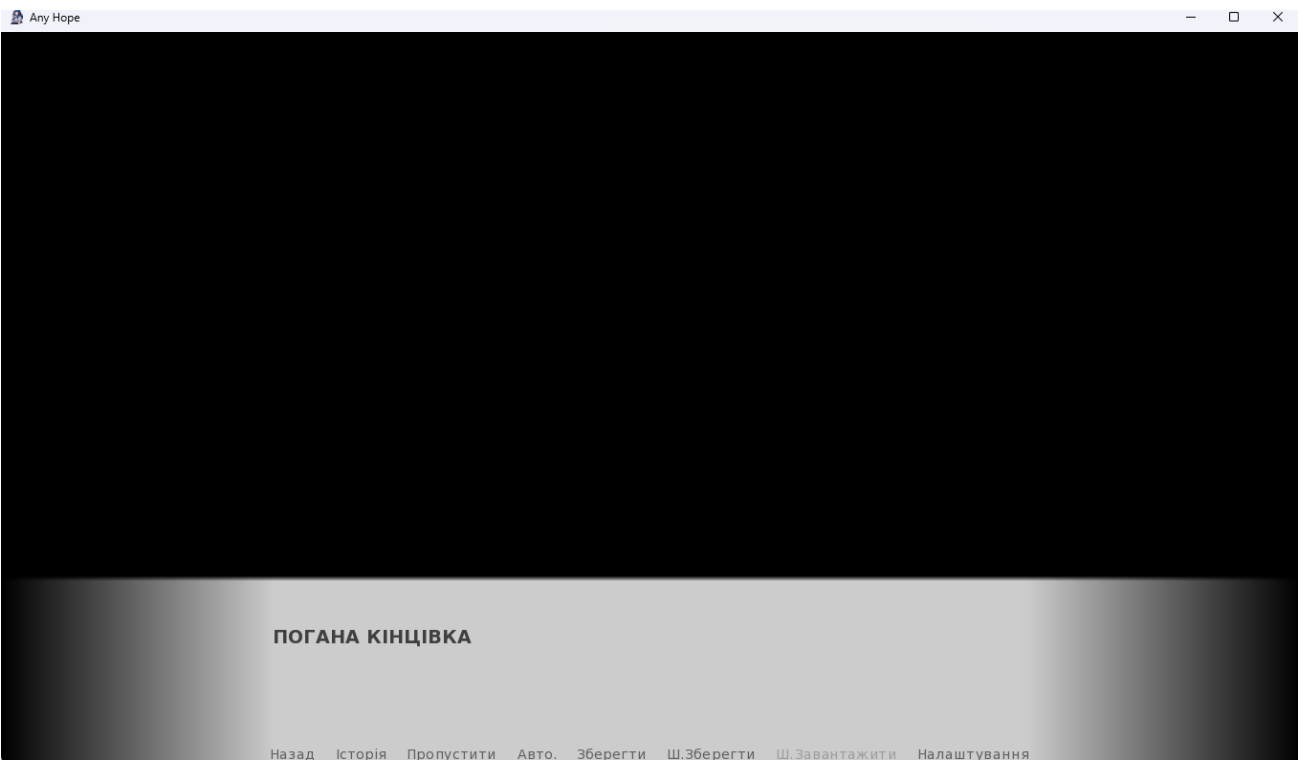 Any Hope
ПОГАНА КІНЦІВКА
Назад Історія Пропустити Авто. Зберегти Ш.Зберегти Ш.Завантажити Налаштування